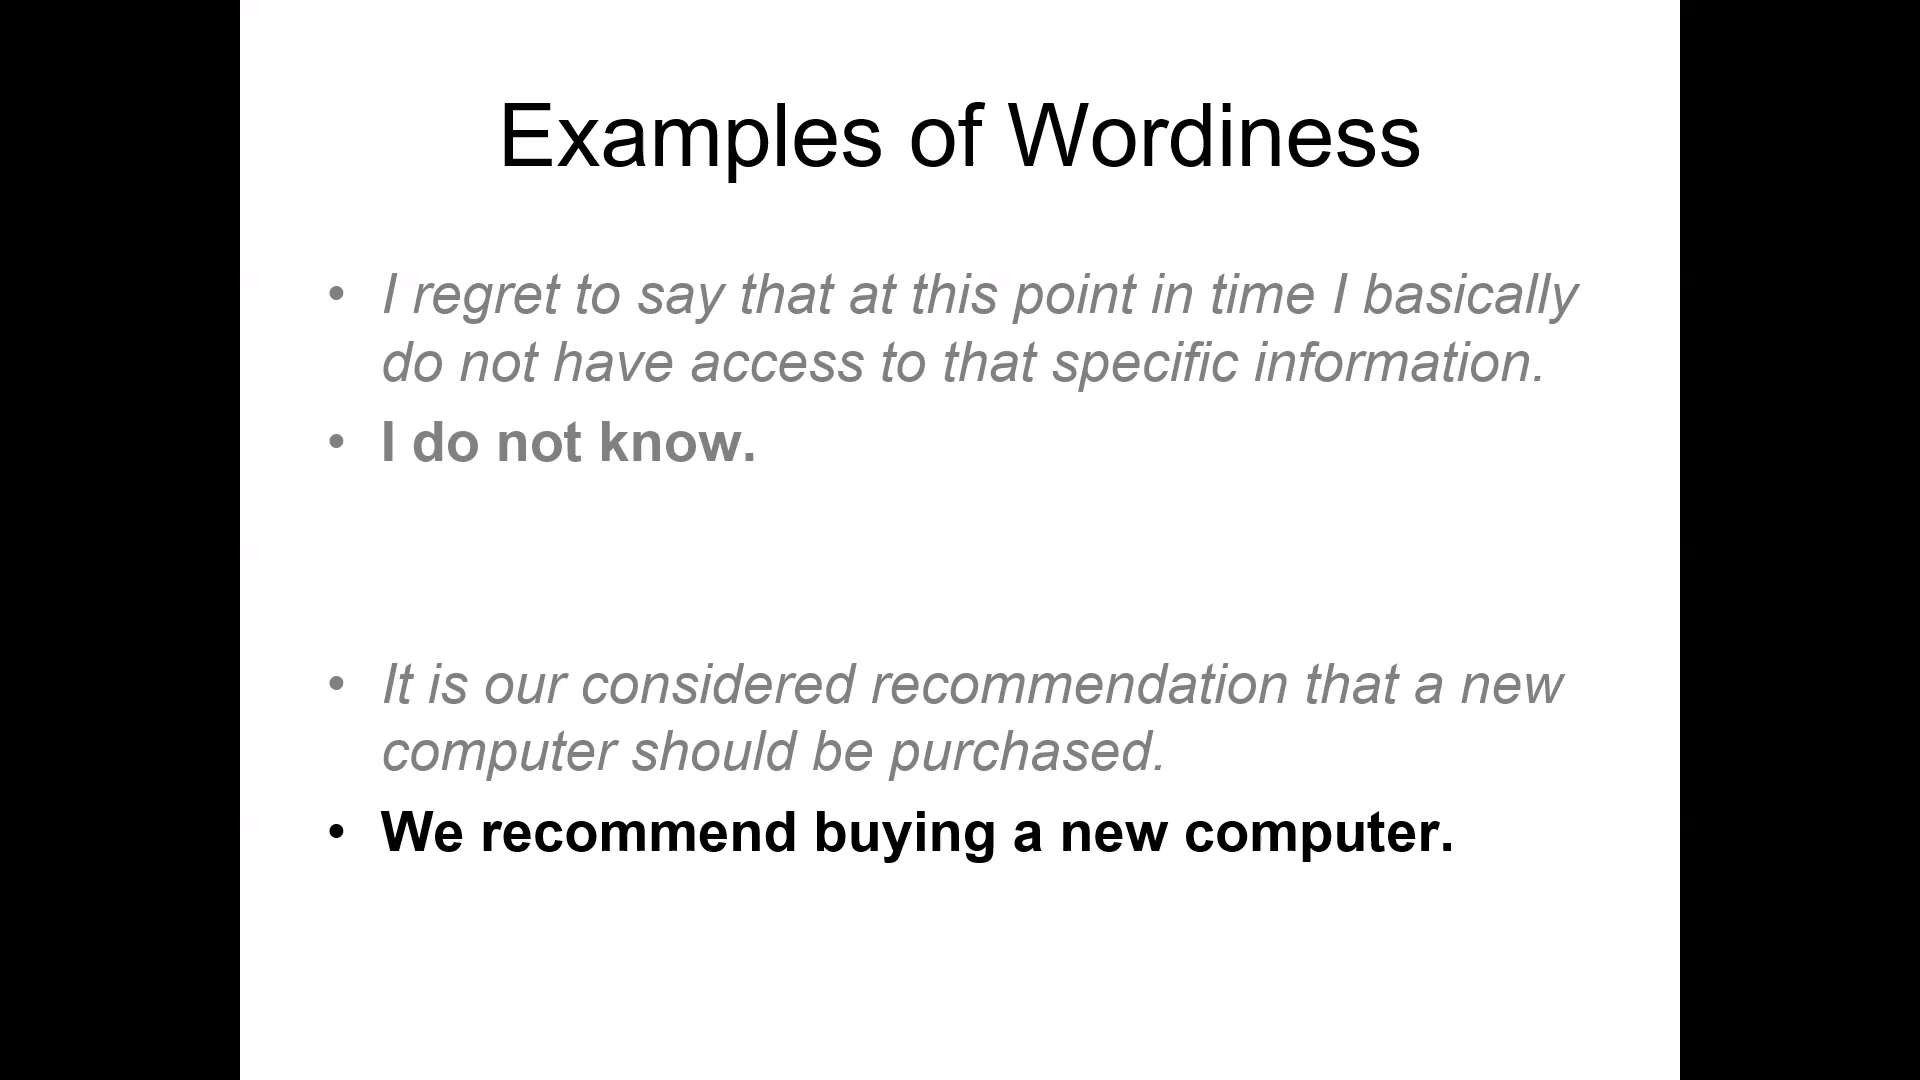 Examples of Wordiness
• I regret to say that at this point in time I basically
do not have access to that specific information.
• I do not know.
• It is our considered recommendation that a new
computer should be purchased.
• We recommend buying a new computer.